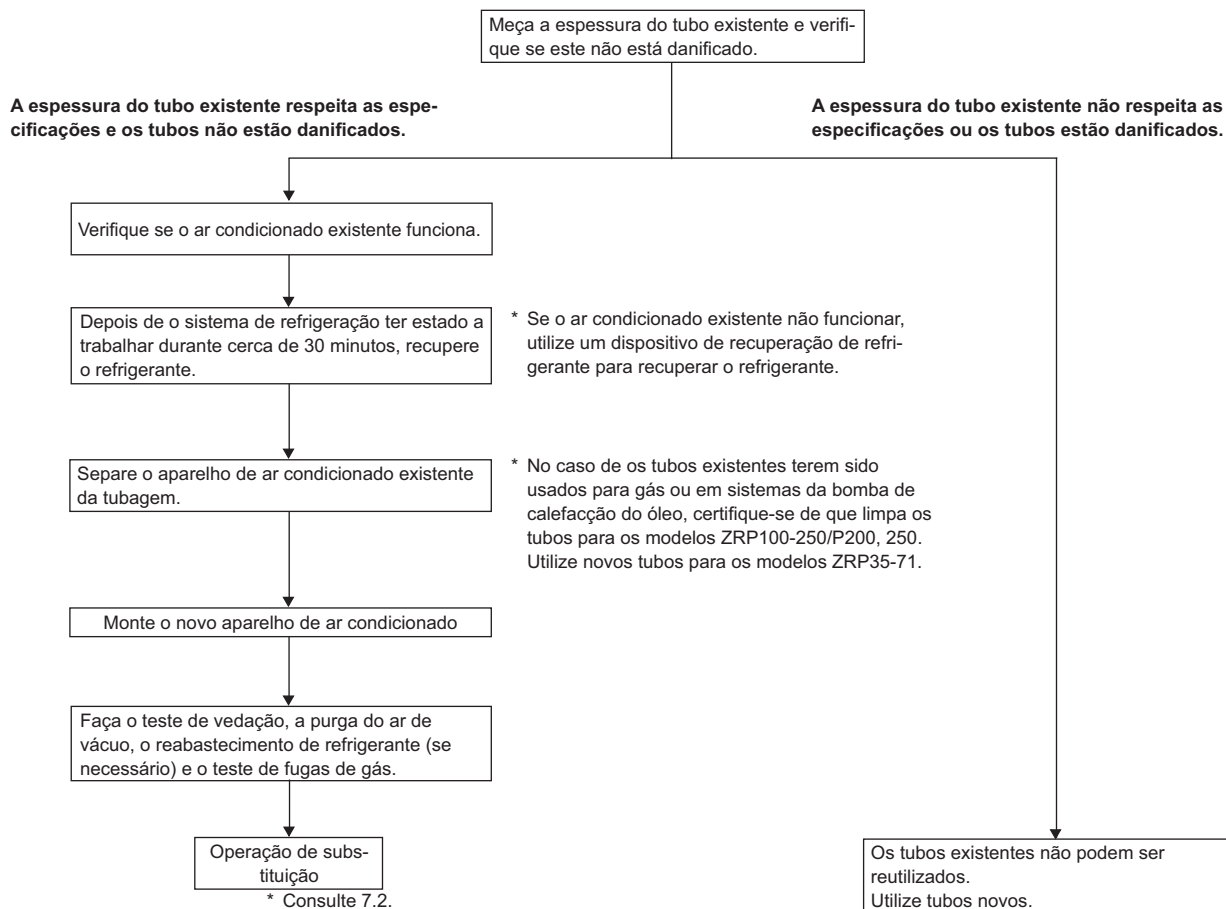 Meça a espessura do tubo existente e verifi-
que se este não está danificado.
A espessura do tubo existente respeita as espe-
cificações e os tubos não estão danificados.
A espessura do tubo existente não respeita as
especificações ou os tubos estão danificados.
Verifique se o ar condicionado existente funciona.
Depois de o sistema de refrigeração ter estado a
trabalhar durante cerca de 30 minutos, recupere
o refrigerante.
* Se o ar condicionado existente não funcionar,
utilize um dispositivo de recuperação de refri-
gerante para recuperar o refrigerante.
Separe o aparelho de ar condicionado existente
da tubagem.
* No caso de os tubos existentes terem sido
usados para gás ou em sistemas da bomba de
calefacção do óleo, certifique-se de que limpa os
tubos para os modelos ZRP100-250/P200, 250.
Utilize novos tubos para os modelos ZRP35-71.
Monte o novo aparelho de ar condicionado
Faça o teste de vedação, a purga do ar de
vácuo, o reabastecimento de refrigerante (se
necessário) e o teste de fugas de gás.
Operação de subs-
tituição
* Consulte 7.2.
Os tubos existentes não podem ser
reutilizados.
Utilize tubos novos.